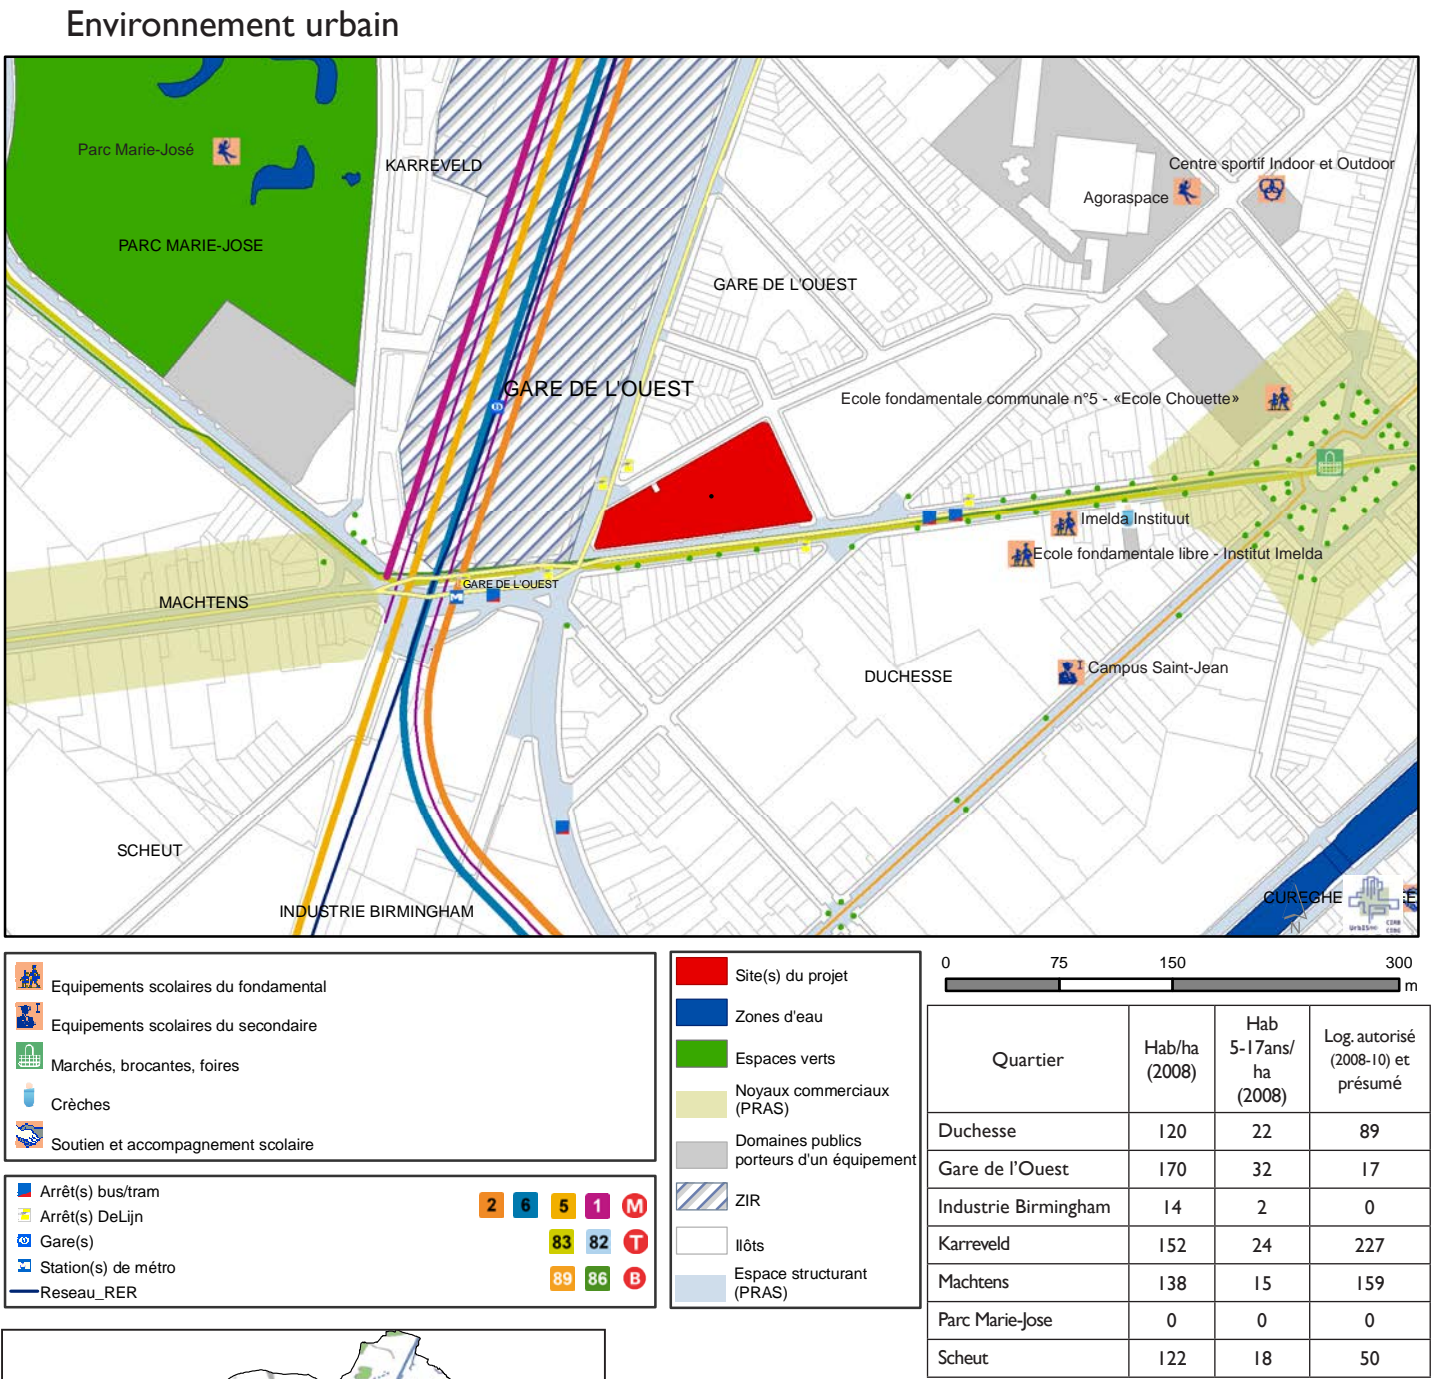 Environnement urbain
Parc Marie-José
KARREVELD
PARC MARIE-JOSE
Centre sportif Indoor et Outdoor
Agoraspace
GARE DE L'OUEST
GARE DE L'OUEST
Ecole fondamentale communale n°5 - «Ecole Chouette»
Imelda Instituut
Ecole fondamentale libre - Institut Imelda
GARE DE L'OUEST
MACHTENS
DUCHESSE
Campus Saint-Jean
SCHEUT
INDUSTRIE BIRMINGHAM
CUREGHE
N
Equipements scolaires du fondamental
Equipements scolaires du secondaire
Marchés, brocantes, foires
Crèches
Soutien et accompagnement scolaire
Arrêt(s) bus/tram
Arrêt(s) DeLijn
Gare(s)
Station(s) de métro
Reseau_RER
2 6 5 1 M
83 82 T
89 86 B
Site(s) du projet
Zones d'eau
Espaces verts
Noyaux commerciaux
(PRAS)
Domaines publics
porteurs d'un équipement
ZIR
Ilôts
Espace structurant
(PRAS)
0 75 150 300
m
Quartier
Hab/ha
(2008)
Hab
5-17ans/
ha
(2008)
Log. autorisé
(2008-10) et
présumé
Duchesse 120 22 89
Gare de l'Ouest 170 32 17
Industrie Birmingham 14 2 0
Karreveld 152 24 227
Machtens 138 15 159
Parc Marie-Jose 0 0 0
Scheut 122 18 50